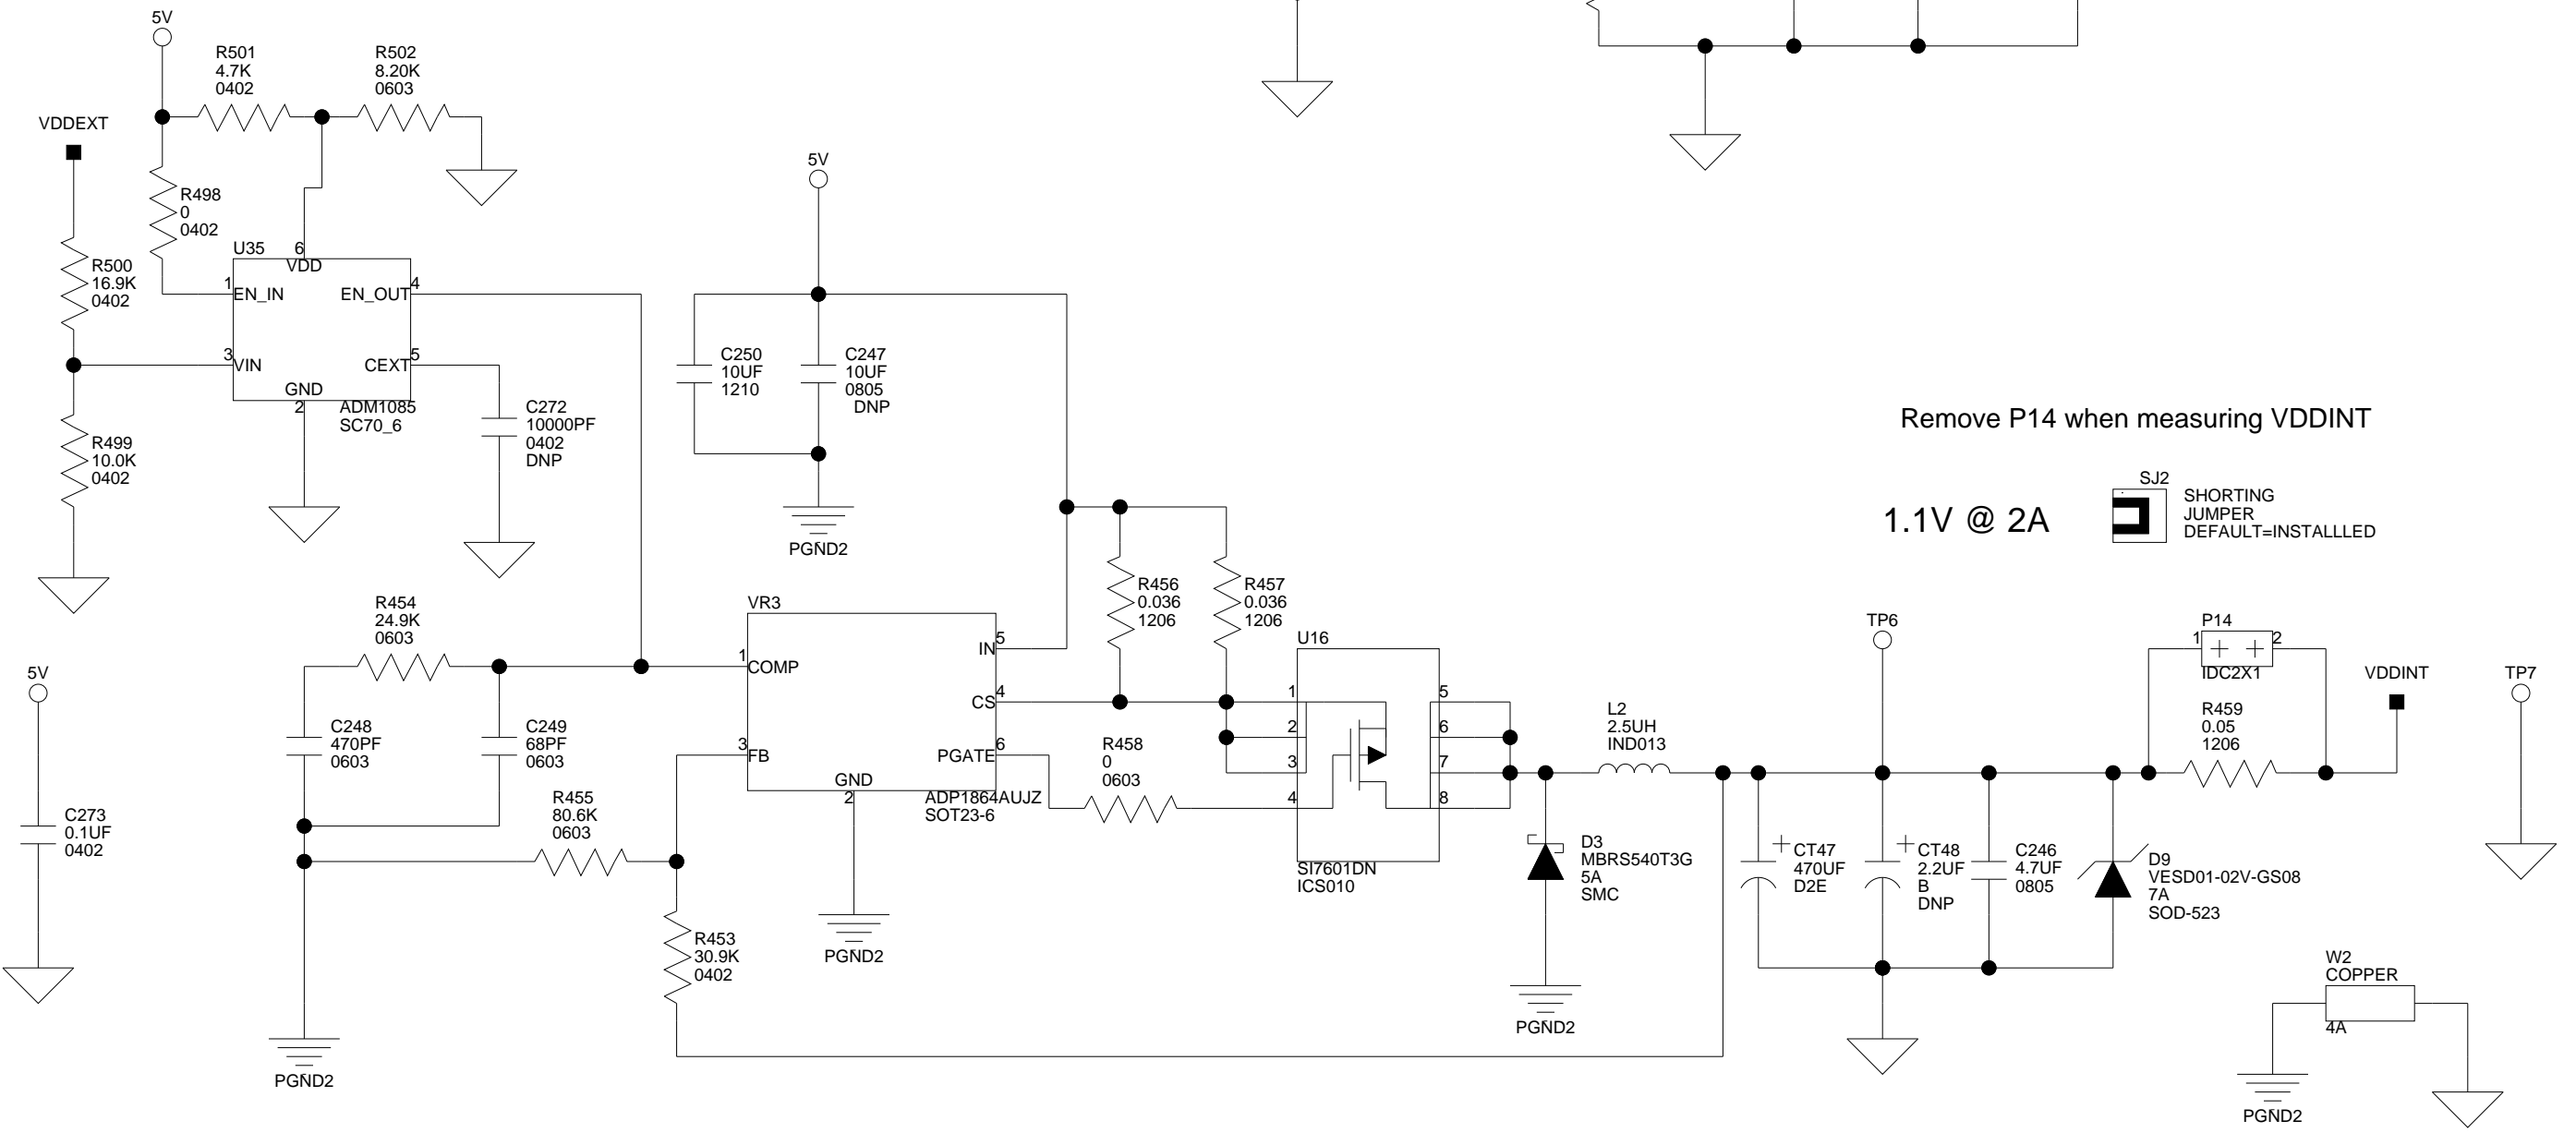 5V
R501
4.7K
0402
R502
8.20K
0603
VDDEXT
R498
0
0402
R500
16.9K
0402
U35
6
VDD
1
EN_IN
EN_OUT
4
3
VIN
CEXT
5
GND
2
ADM1085
SC70_6
R499
10.0K
0402
C272
10000PF
0402
DNP
5V
C250
10UF
1210
C247
10UF
0805
DNP
PGND2
Remove P14 when measuring VDDINT
1.1V @ 2A
SJ2
SHORTING
JUMPER
DEFAULT=INSTALLLED
R454
24.9K
0603
VR3
R456
0.036
1206
R457
0.036
1206
1
COMP
IN
5
CS
4
3
FB
PGATE
6
GND
2
ADP1864AUJZ
SOT23-6
5V
C273
0.1UF
0402
C248
470PF
0603
C249
68PF
0603
R455
80.6K
0603
R453
30.9K
0402
PGND2
PGND2
R458
0
0603
U16
1
2
3
4
5
6
7
8
SI7601DN
ICS010
L2
2.5UH
IND013
D3
MBRS540T3G
5A
SMC
PGND2
TP6
P14
1
2
IDC2X1
R459
0.05
1206
VDDINT
TP7
CT47
470UF
D2E
CT48
2.2UF
B
DNP
C246
4.7UF
0805
D9
VESD01-02V-GS08
7A
SOD-523
W2
COPPER
4A
PGND2